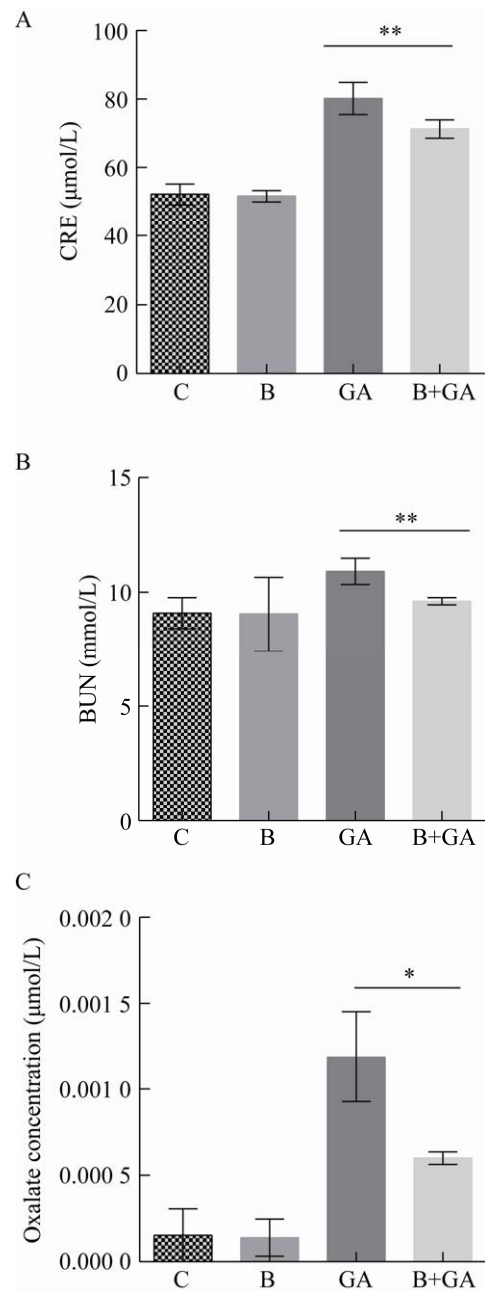 A
CRE (μmol/L)
100
80
60
40
20
0
**
C B GA B+GA
B
BUN (mmol/L)
15
10
5
0
**
C B GA B+GA
C
Oxalate concentration (μmol/L)
0.002 0
0.001 5
0.001 0
0.000 5
0.000 0
*
C B GA B+GA